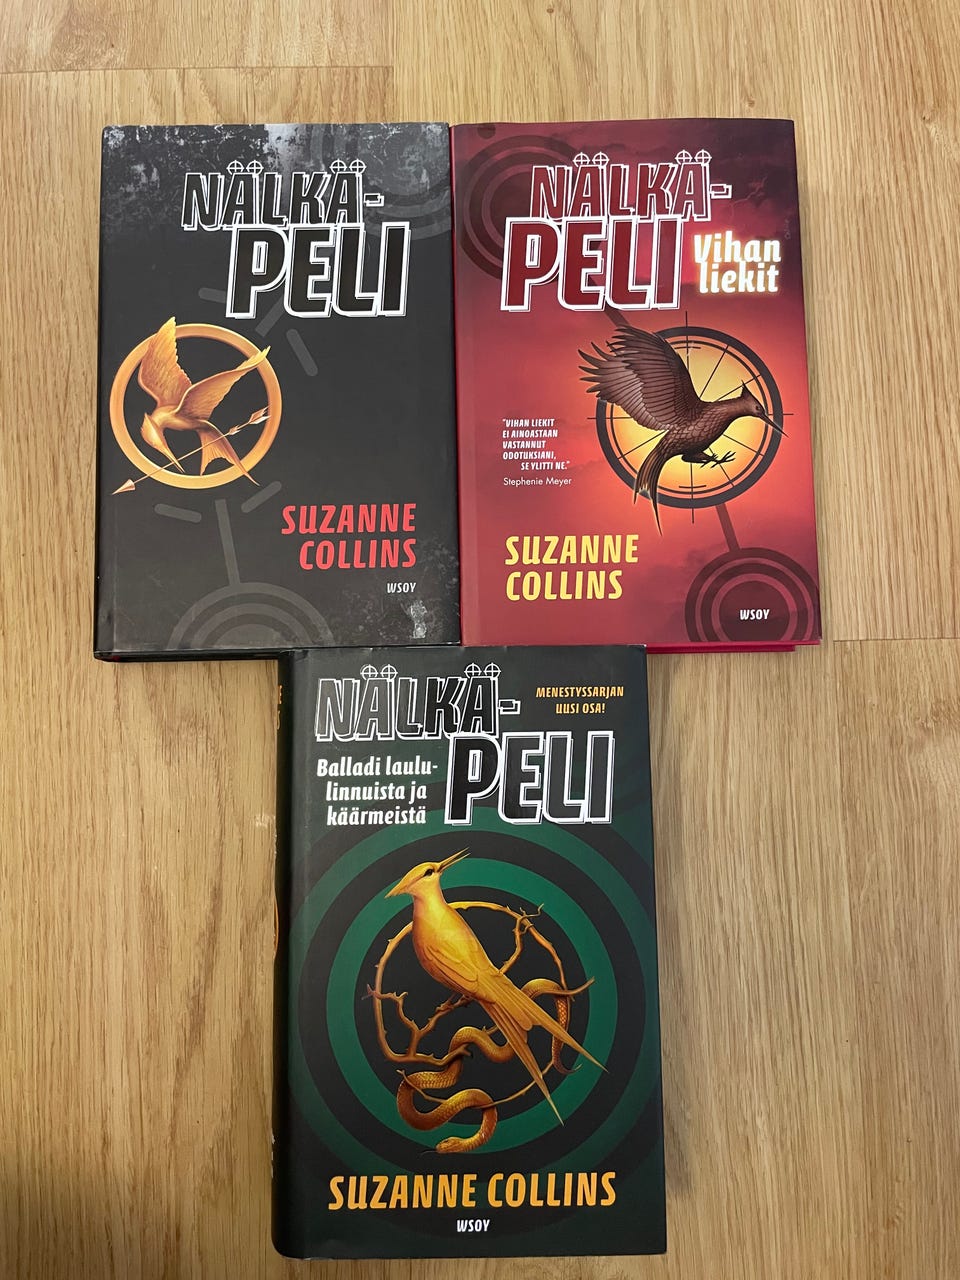 NÄLKÄ-
PELI
SUZANNE
COLLINS
WSOY
NÄLKÄ-
PELI
Vihan
liekit
"VIHAN LIEKIT
EI AINOASTAAN
VASTANNUT
ODOTUKSIANI,
SE YLITTI NE."
Stephenie Meyer
SUZANNE
COLLINS
WSOY
NÄLKÄ-
PELI
MENESTYSSARJAN
UUSI OSA!
Balladi laulu-
linnuista ja
käärmeistä
SUZANNE COLLINS
WSOY